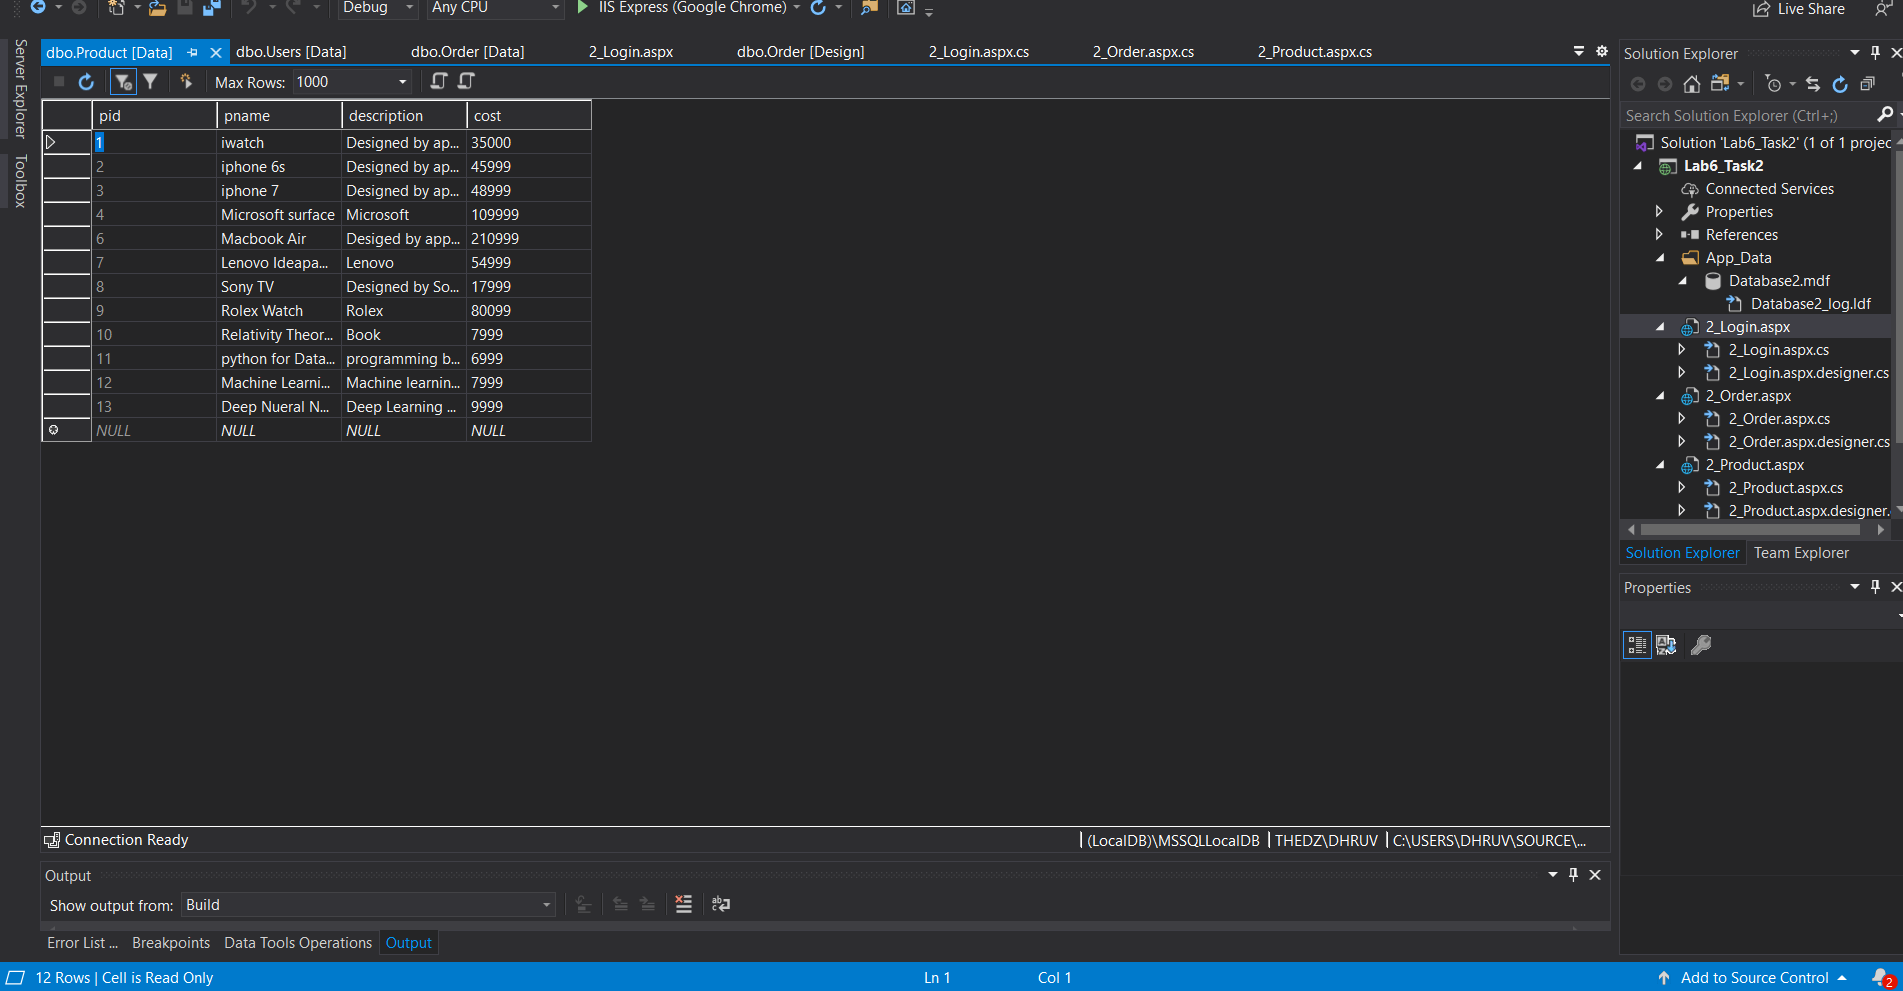 Debug Any CPU IIS Express (Google Chrome) Live Share
Server Explorer
Toolbox
dbo.Product [Data] dbo.Users [Data] dbo.Order [Data] 2_Login.aspx dbo.Order [Design] 2_Login.aspx.cs 2_Order.aspx.cs 2_Product.aspx.cs
Max Rows: 1000
pid pname description cost
1 iwatch Designed by ap... 35000
2 iphone 6s Designed by ap... 45999
3 iphone 7 Designed by ap... 48999
4 Microsoft surface Microsoft 109999
6 Macbook Air Desiged by app... 210999
7 Lenovo Ideapa... Lenovo 54999
8 Sony TV Designed by So... 17999
9 Rolex Watch Rolex 80099
10 Relativity Theor... Book 7999
11 python for Data... programming b... 6999
12 Machine Learni... Machine learnin... 7999
13 Deep Nueral N... Deep Learning ... 9999
NULL NULL NULL NULL
Connection Ready (LocalDB)\MSSQLLocalDB THEDZ\DHRUV C:\USERS\DHRUV\SOURCE\...
Output
Show output from: Build
Error List ... Breakpoints Data Tools Operations Output
Solution Explorer
Search Solution Explorer (Ctrl+;)
Solution 'Lab6_Task2' (1 of 1 projec
Lab6_Task2
Connected Services
Properties
References
App_Data
Database2.mdf
Database2_log.ldf
2_Login.aspx
2_Login.aspx.cs
2_Login.aspx.designer.cs
2_Order.aspx
2_Order.aspx.cs
2_Order.aspx.designer.cs
2_Product.aspx
2_Product.aspx.cs
2_Product.aspx.designer.
Solution Explorer Team Explorer
Properties
12 Rows | Cell is Read Only Ln 1 Col 1 Add to Source Control 2